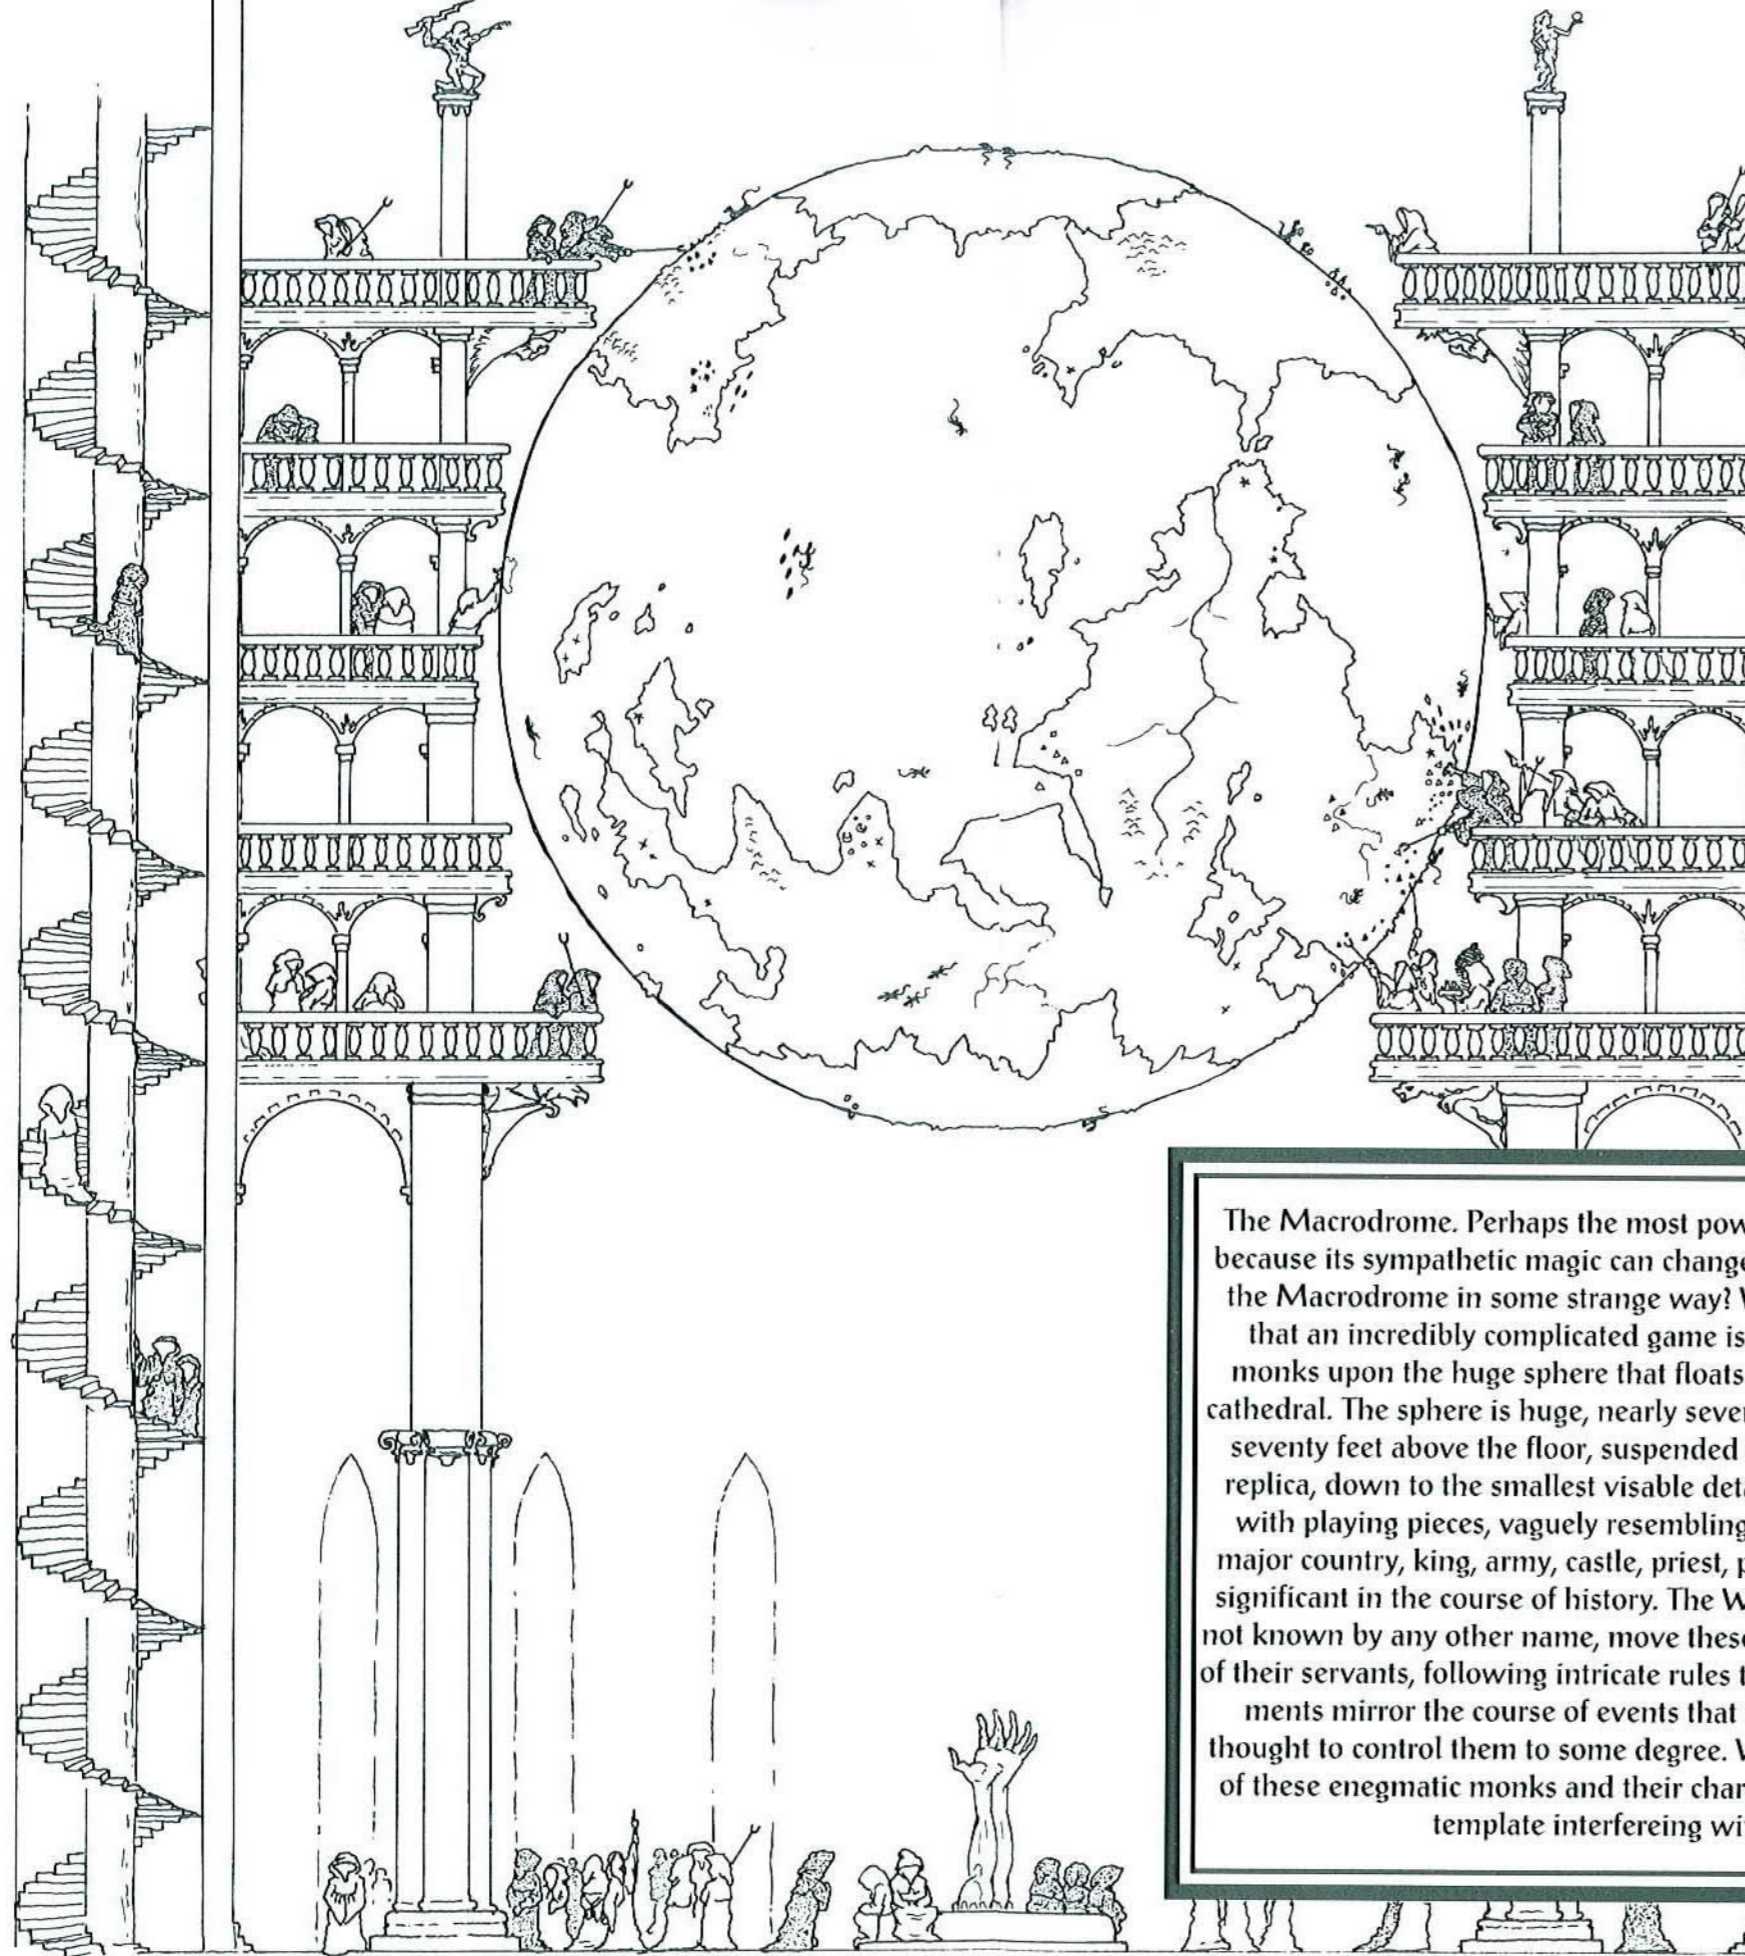 The Macrodrome. Perhaps the most pow
because its sympathetic magic can change
the Macrodrome in some strange way?
that an incredibly complicated game is
monks upon the huge sphere that floats
cathedral. The sphere is huge, nearly seve
seventy feet above the floor, suspended
replica, down to the smallest visable deta
with playing pieces, vaguely resembling
major country, king, army, castle, priest, p
significant in the course of history. The W
not known by any other name, move these
of their servants, following intricate rules t
ments mirror the course of events that
thought to control them to some degree.
of these enegmatic monks and their char
template interfereing wi